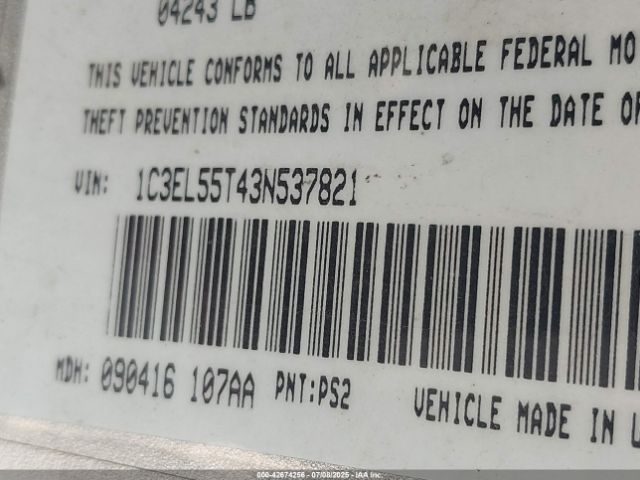 04243 LB
THIS VEHICLE CONFORMS TO ALL APPLICABLE FEDERAL MO
THEFT PREVENTION STANDARDS IN EFFECT ON THE DATE OF
VIN: 1C3EL55T43N537821
MDH: 090416 107AA PNT:PS2 VEHICLE MADE IN U
000-42674256 - 07/08/2025 - IAA Inc.